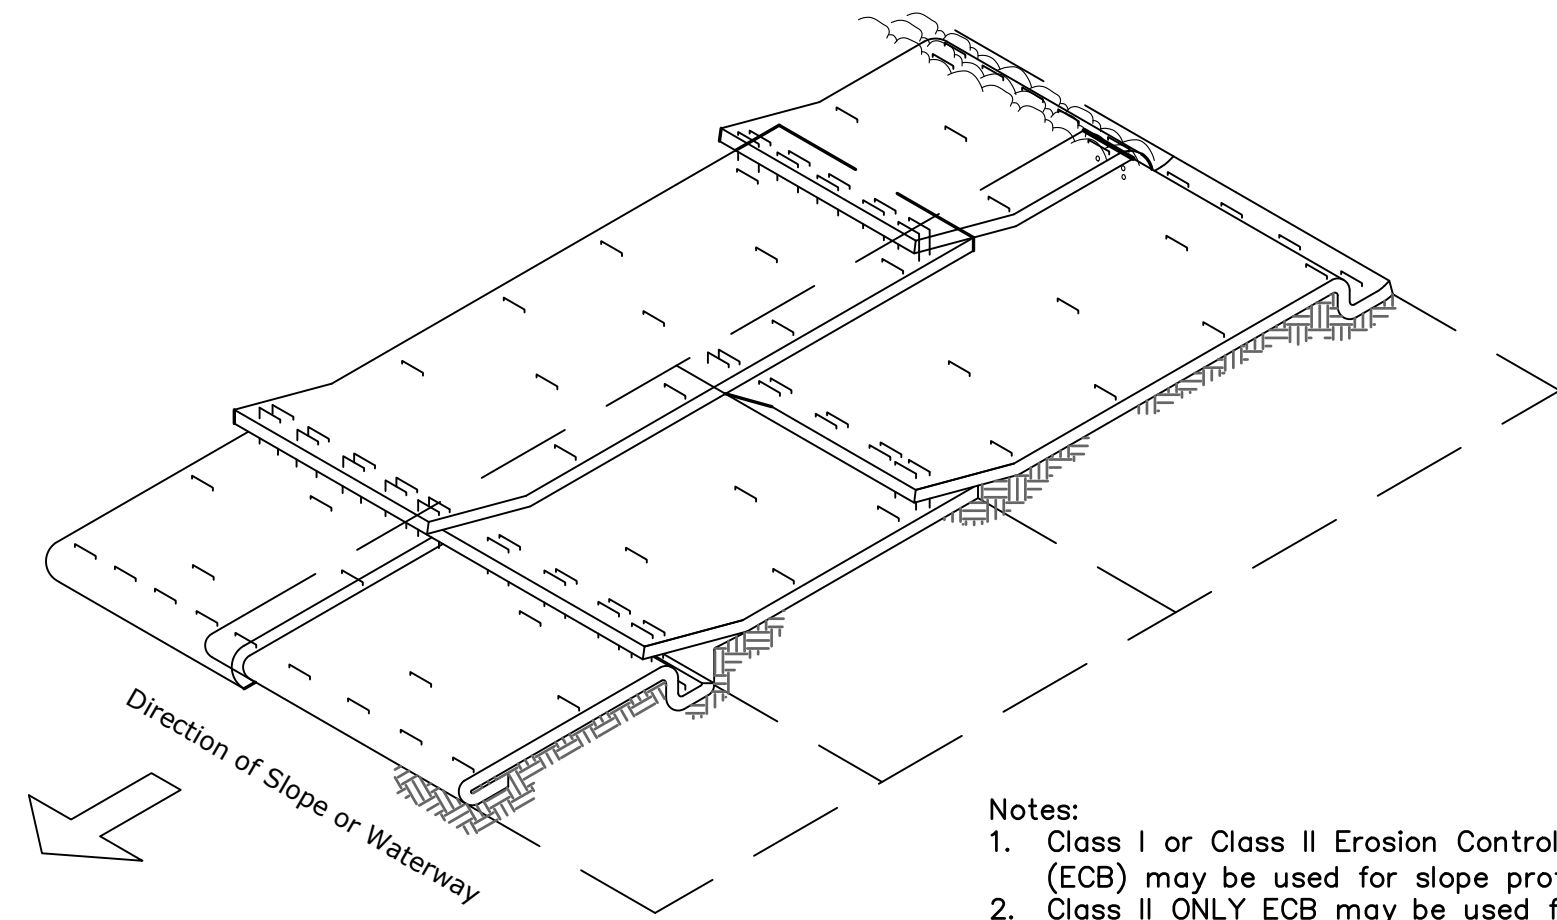 Direction of Slope or Waterway
Notes:
1. Class I or Class II Erosion Control
(ECB) may be used for slope
2. Class II ONLY ECB may be used